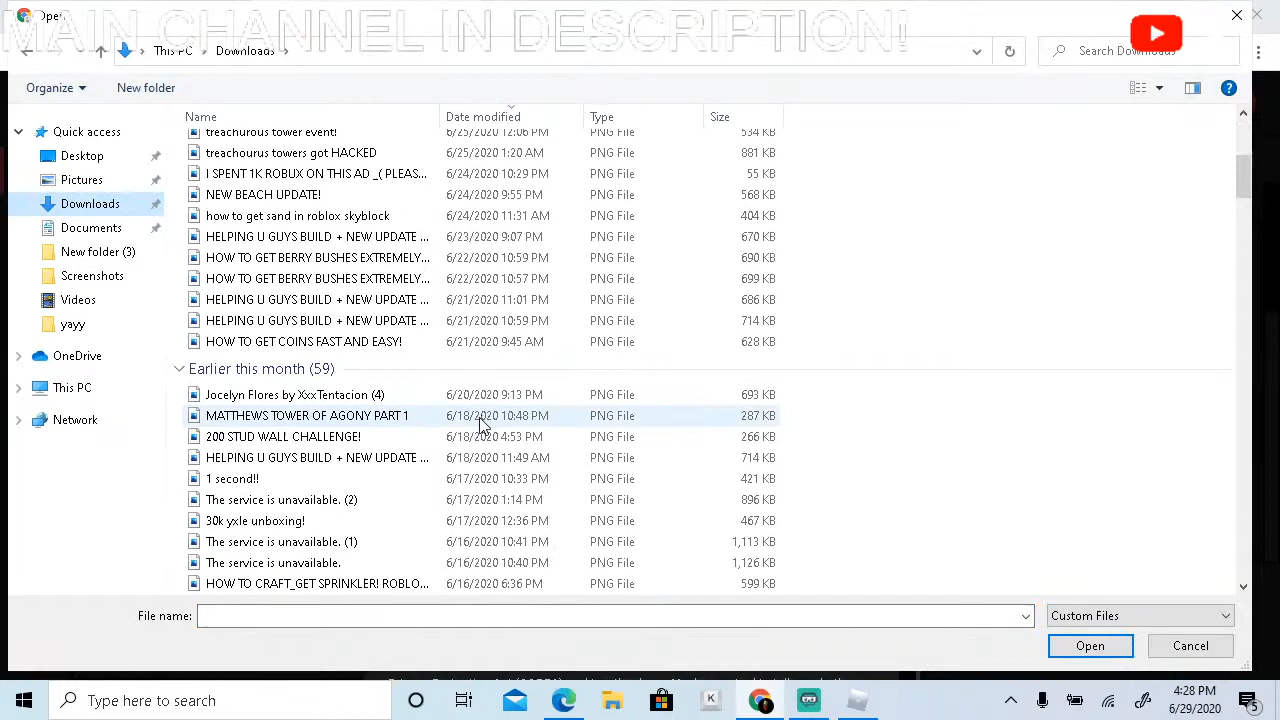 MAIN CHANNEL IN DESCRIPTION!
Open
This PC > Downloads >
Search Downloads
Organize
New folder
Name Date modified Type Size
Quick access
Desktop
Pictures
Downloads
Documents
New folder (3)
Screenshots
Videos
yayy
OneDrive
This PC
Network
treachurous tower event! 6/25/2020 12:06 PM PNG File 534 KB
treachourus towers got HACKED 6/25/2020 1:20 AM PNG File 881 KB
I SPENT 1K ROBUX ON THIS AD _( PLEAS... 6/24/2020 10:29 PM PNG File 55 KB
NEW BEACH UPDATE! 6/24/2020 9:55 PM PNG File 568 KB
how to get sand in roblox skyblock 6/24/2020 11:31 AM PNG File 404 KB
HELPING U GUYS BUILD + NEW UPDATE ... 6/23/2020 9:07 PM PNG File 670 KB
HOW TO GET BERRY BUSHES EXTREMELY... 6/22/2020 10:59 PM PNG File 690 KB
HOW TO GET BERRY BUSHES EXTREMELY... 6/22/2020 10:57 PM PNG File 699 KB
HELPING U GUYS BUILD + NEW UPDATE ... 6/21/2020 11:01 PM PNG File 686 KB
HELPING U GUYS BUILD + NEW UPDATE ... 6/21/2020 10:59 PM PNG File 714 KB
HOW TO GET COINS FAST AND EASY! 6/21/2020 9:45 AM PNG File 628 KB
Earlier this month (59)
Jocelyn Flores by XxxTentacion (4) 6/20/2020 9:13 PM PNG File 693 KB
MATTHEWS TOWER OF AGONY PART 1 6/18/2020 10:48 PM PNG File 287 KB
200 STUD WALL CHALLENGE! 6/18/2020 4:53 PM PNG File 266 KB
HELPING U GUYS BUILD + NEW UPDATE ... 6/18/2020 11:49 AM PNG File 714 KB
1 second!! 6/17/2020 10:33 PM PNG File 421 KB
The service is unavailable. (2) 6/17/2020 1:14 PM PNG File 896 KB
30k yxle unboxing! 6/17/2020 12:36 PM PNG File 467 KB
The service is unavailable. (1) 6/16/2020 10:41 PM PNG File 1,113 KB
The service is unavailable. 6/16/2020 10:40 PM PNG File 1,126 KB
HOW TO CRAFT_GET SPRINKLER! ROBLO... 6/16/2020 6:36 PM PNG File 599 KB
File name:
Custom Files
Open
Cancel
Type here to search
K
4:28 PM
6/29/2020
5